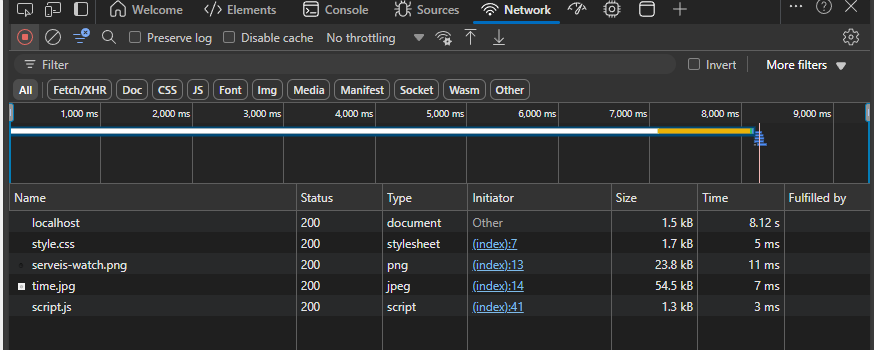 Welcome Elements Console Sources Network
Preserve log Disable cache No throttling
Filter Invert More filters
All Fetch/XHR Doc CSS JS Font Img Media Manifest Socket Wasm Other
1,000 ms 2,000 ms 3,000 ms 4,000 ms 5,000 ms 6,000 ms 7,000 ms 8,000 ms 9,000 ms
Name Status Type Initiator Size Time Fulfilled by
localhost 200 document Other 1.5 kB 8.12 s
style.css 200 stylesheet (index):7 1.7 kB 5 ms
serveis-watch.png 200 png (index):13 23.8 kB 11 ms
time.jpg 200 jpeg (index):14 54.5 kB 7 ms
script.js 200 script (index):41 1.3 kB 3 ms